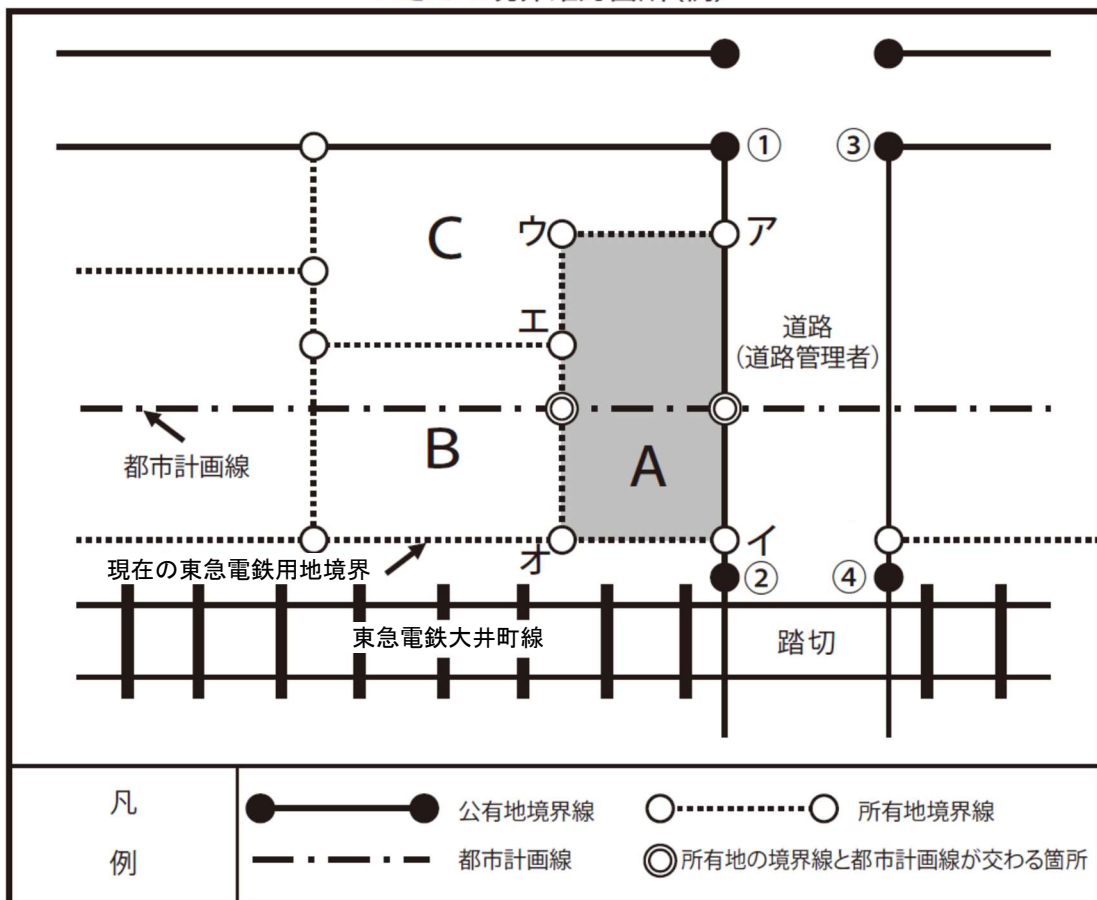 ①
③
C
ウ
ア
エ
道路
(道路管理者)
都市計画線
B
A
オ
イ
現在の東急電鉄用地境界
②
④
東急電鉄大井町線
踏切
凡
例
公有地境界線
所有地境界線
都市計画線
所有地の境界線と都市計画線が交わる箇所